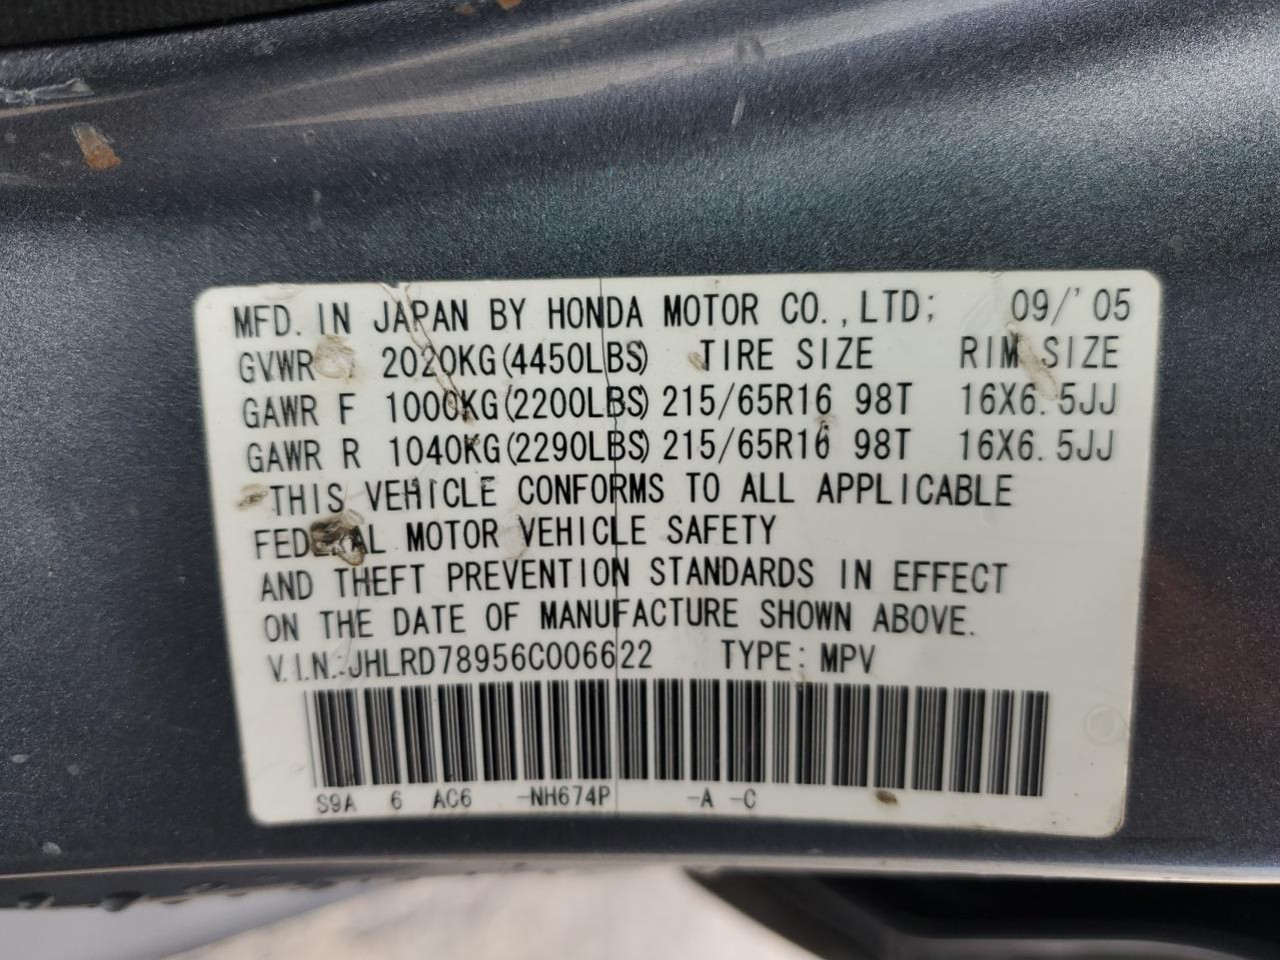 MFD. IN JAPAN BY HONDA MOTOR CO., LTD; 09/'05
GVWR 2020KG(4450LBS) TIRE SIZE RIM SIZE
GAWR F 1000KG(2200LBS) 215/65R16 98T 16X6.5JJ
GAWR R 1040KG(2290LBS) 215/65R16 98T 16X6.5JJ
THIS VEHICLE CONFORMS TO ALL APPLICABLE
FEDERAL MOTOR VEHICLE SAFETY
AND THEFT PREVENTION STANDARDS IN EFFECT
ON THE DATE OF MANUFACTURE SHOWN ABOVE.
V.I.N.:JHLRD78956C006622 TYPE: MPV
S9A 6 AC6 -NH674P -A -C